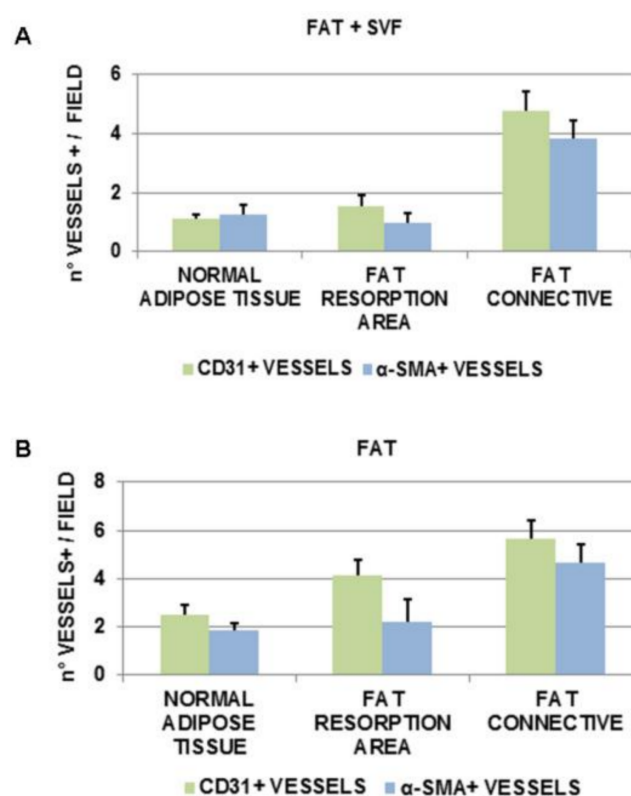 A
FAT + SVF
n° VESSELS + / FIELD
6
4
2
0
NORMAL
ADIPOSE TISSUE
FAT
RESORPTION
AREA
FAT
CONNECTIVE
CD31+ VESSELS
α-SMA+ VESSELS
B
FAT
n° VESSELS+ / FIELD
8
6
4
2
0
NORMAL
ADIPOSE
TISSUE
FAT
RESORPTION
AREA
FAT
CONNECTIVE
CD31+ VESSELS
α-SMA+ VESSELS